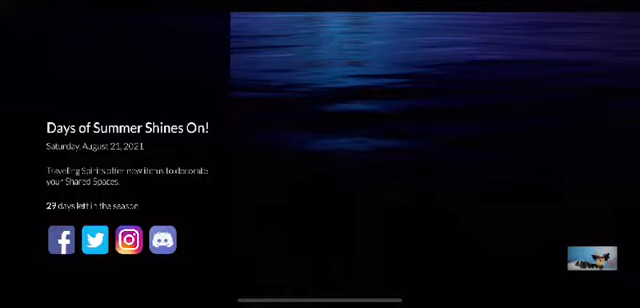 Days of Summer Shines On!
Saturday, August 21, 2021
Travelling Spirits offer new items to decorate
your Shared Spaces.
29 days left in the season